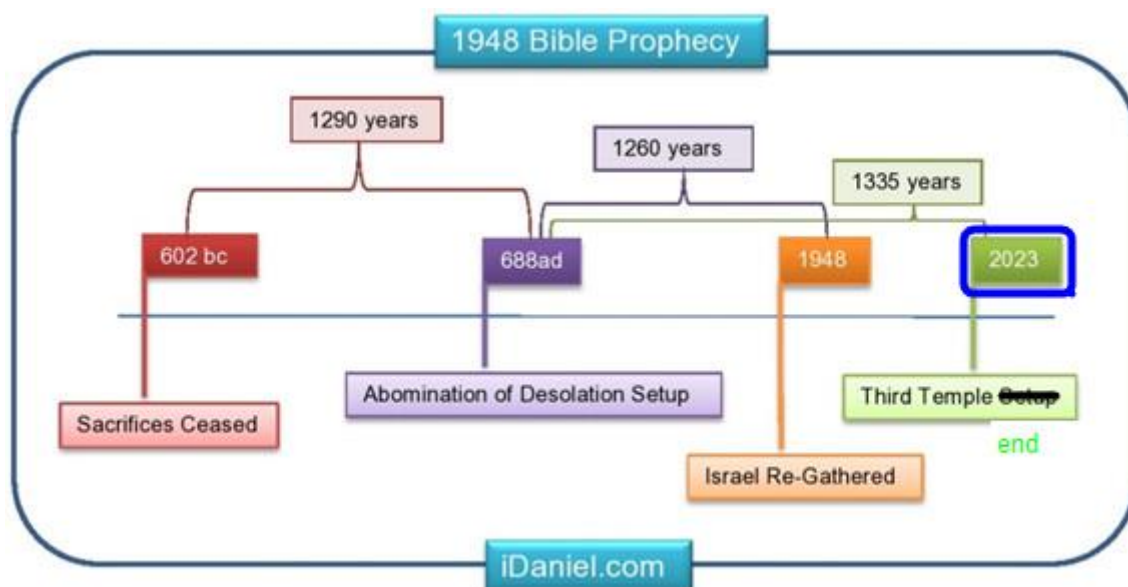 1948 Bible Prophecy
1290 years
1260 years
1335 years
602 bc
688ad
1948
2023
Sacrifices Ceased
Abomination of Desolation Setup
Israel Re-Gathered
Third Temple Setup
end
iDaniel.com